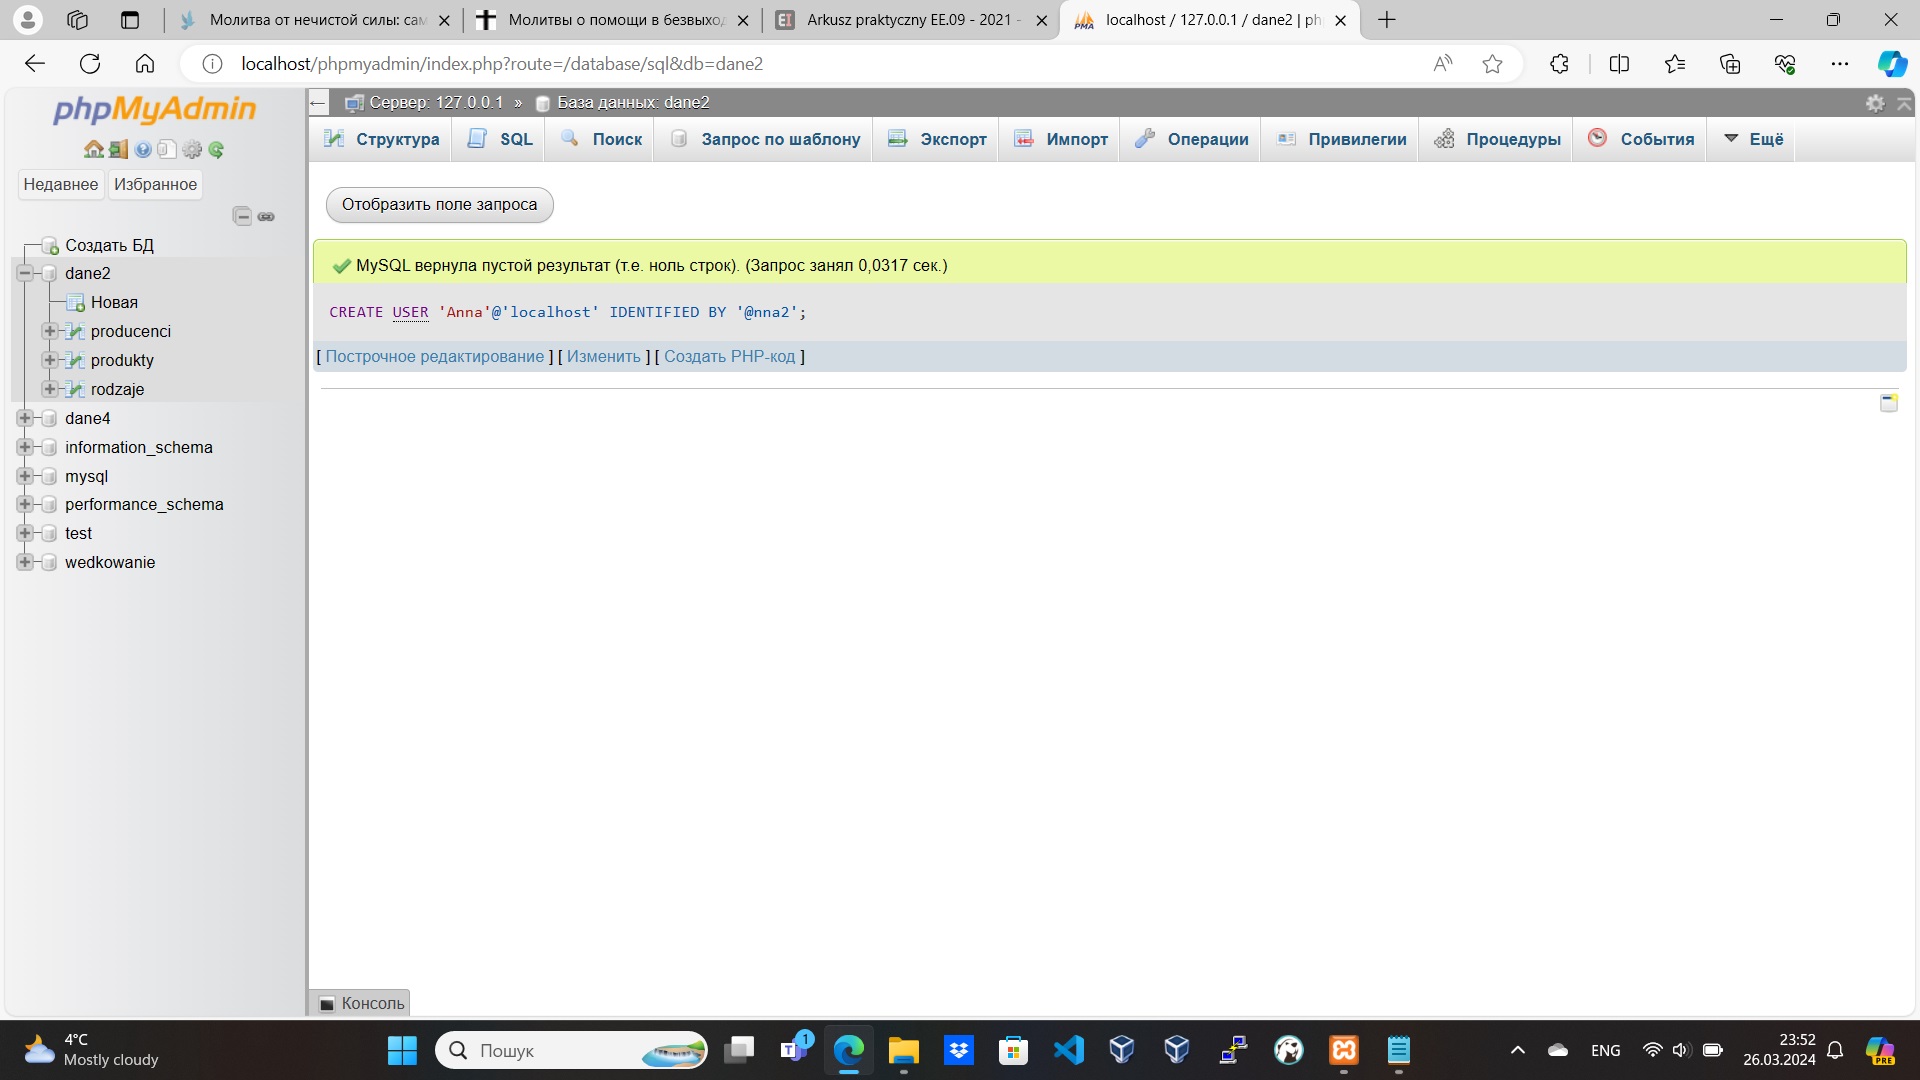 Молитва от нечистой силы: сам
Молитвы о помощи в безвыход
Arkusz praktyczny EE.09 - 2021 -
localhost / 127.0.0.1 / dane2 | ph
localhost/phpmyadmin/index.php?route=/database/sql&db=dane2
phpMyAdmin
Недавнее
Избранное
Создать БД
dane2
Новая
producenci
produkty
rodzaje
dane4
information_schema
mysql
performance_schema
test
wedkowanie
Сервер: 127.0.0.1 » База данных: dane2
Структура
SQL
Поиск
Запрос по шаблону
Экспорт
Импорт
Операции
Привилегии
Процедуры
События
Ещё
Отобразить поле запроса
MySQL вернула пустой результат (т.е. ноль строк). (Запрос занял 0,0317 сек.)
CREATE USER 'Anna'@'localhost' IDENTIFIED BY '@nna2';
[ Построчное редактирование ] [ Изменить ] [ Создать PHP-код ]
Консоль
4°C
Mostly cloudy
Пошук
1
ENG
23:52
26.03.2024
PRE